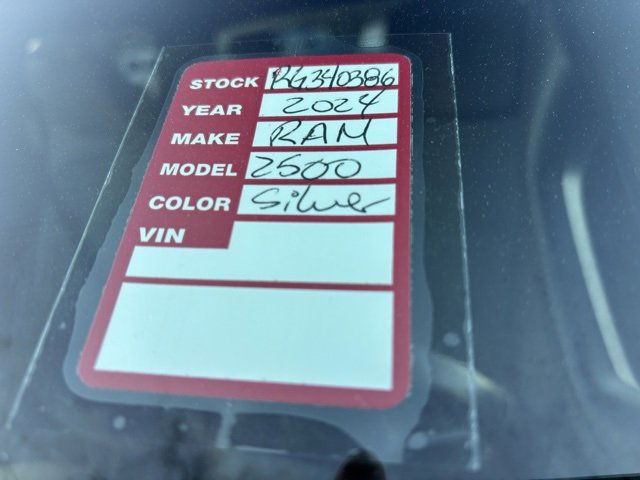 STOCK RG340386
YEAR 2024
MAKE RAM
MODEL 2500
COLOR Silver
VIN